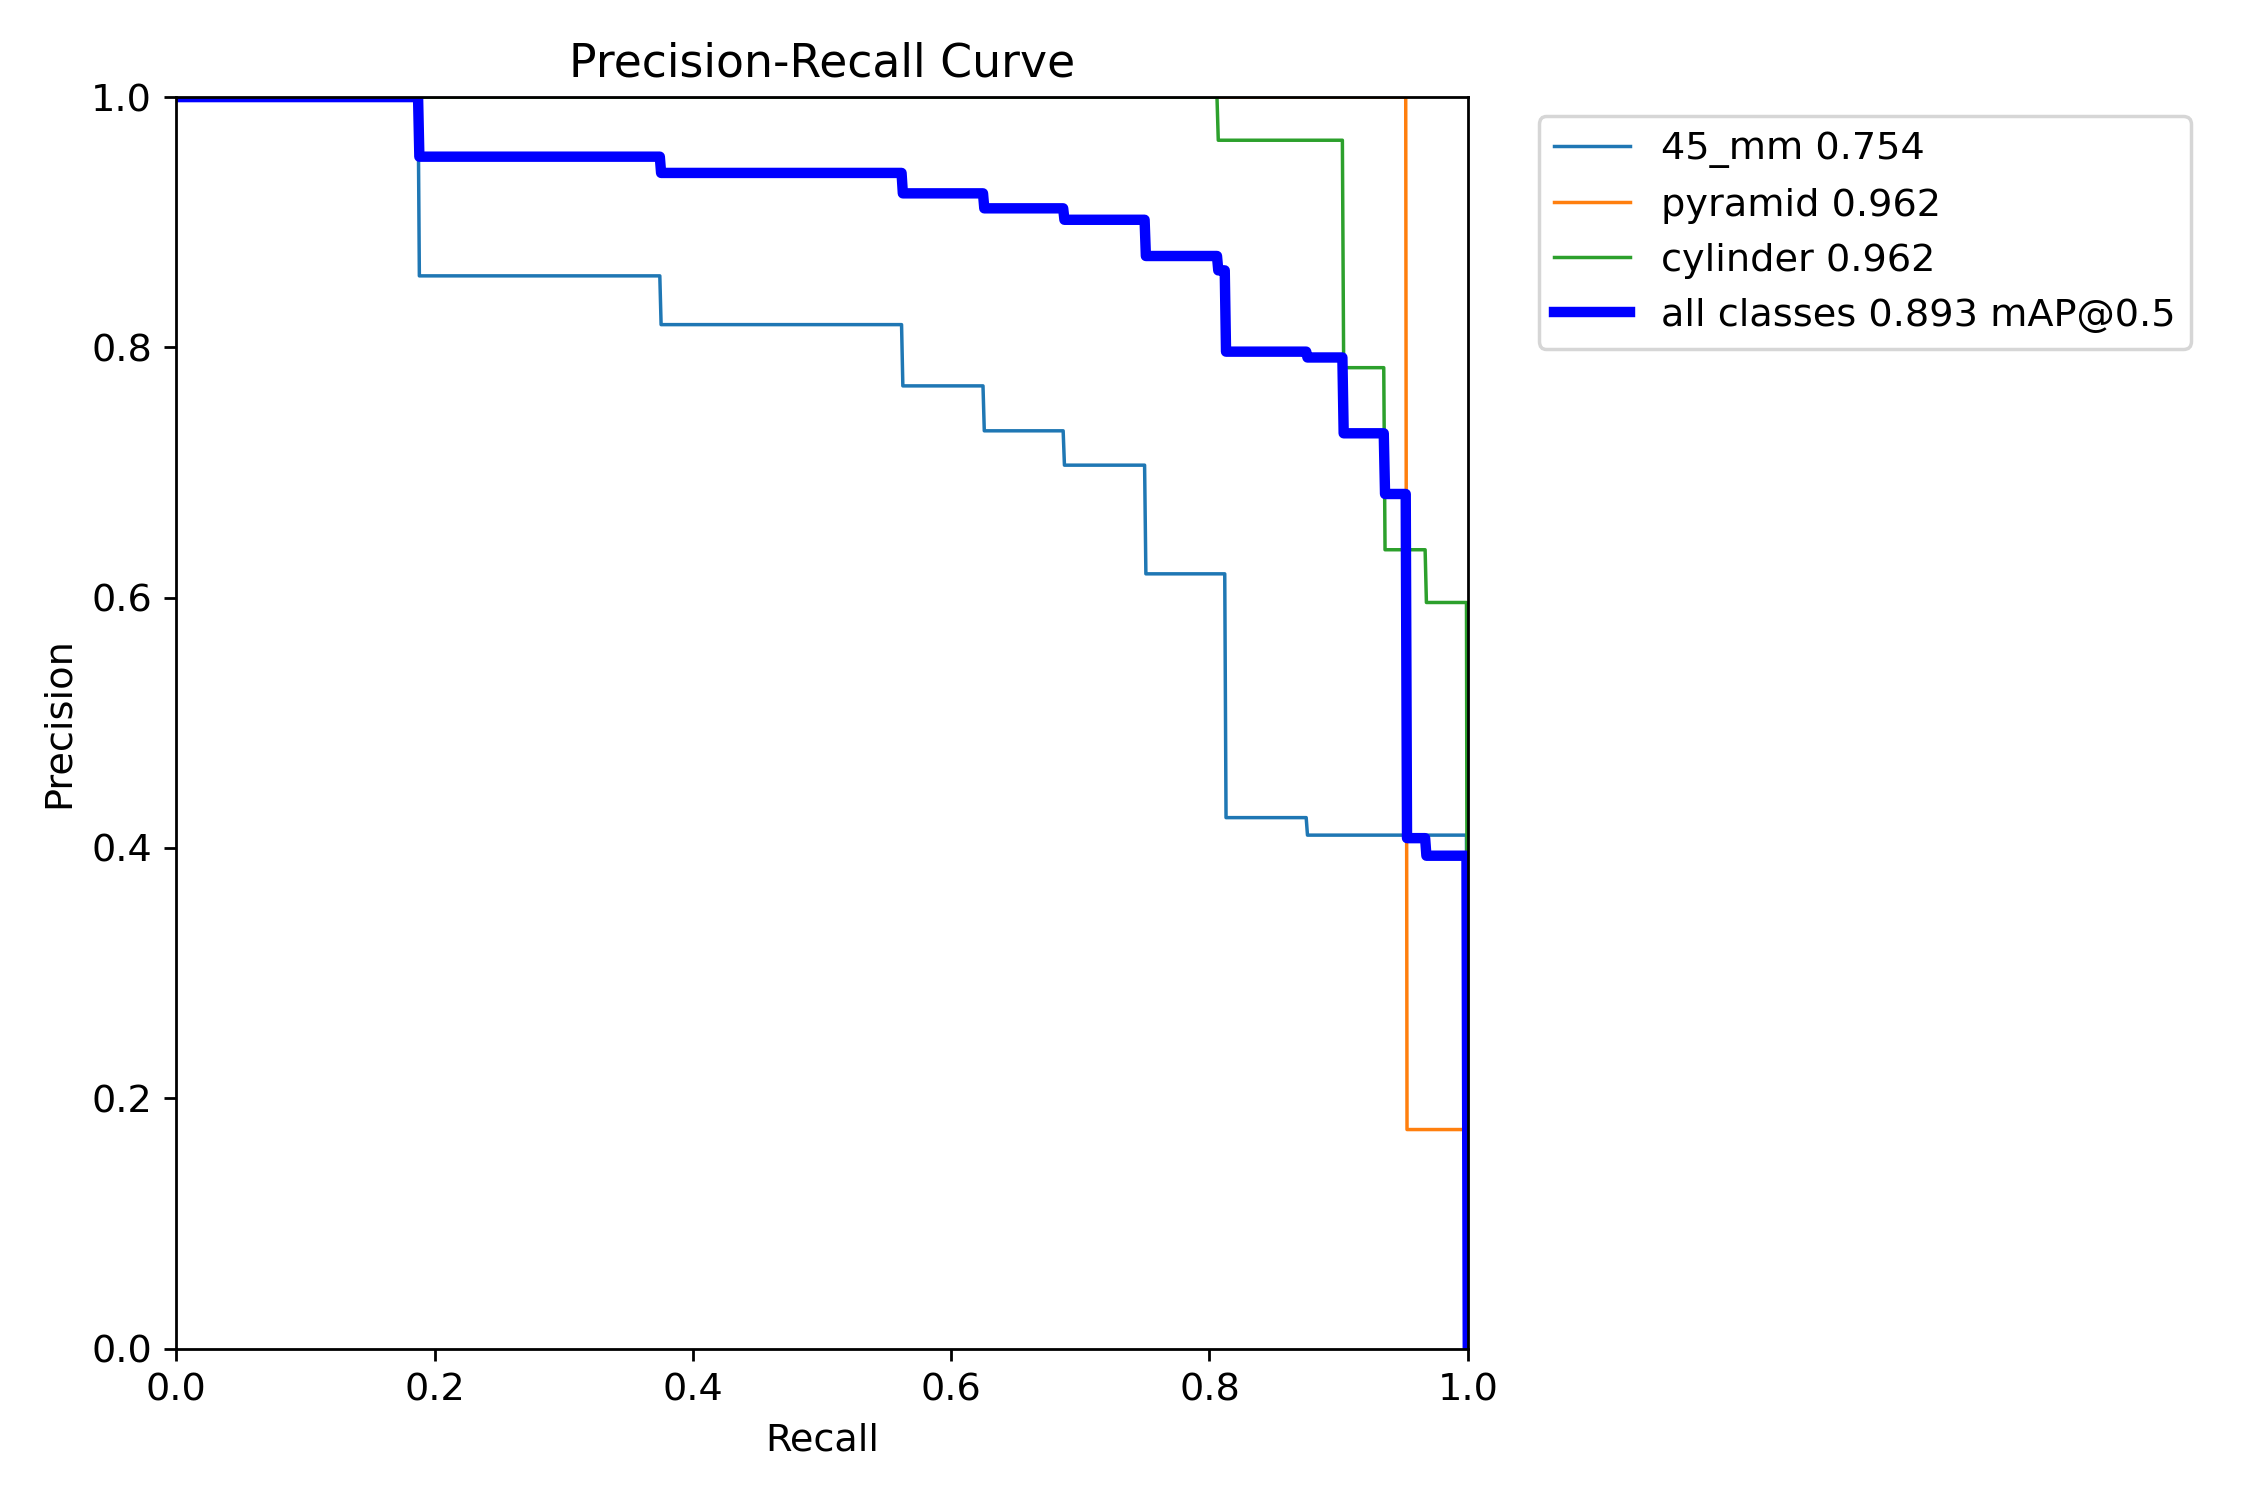 Precision-Recall Curve
1.0
0.8
0.6
0.4
0.2
0.0
Precision
0.0 0.2 0.4 0.6 0.8 1.0
Recall
45_mm 0.754
pyramid 0.962
cylinder 0.962
all classes 0.893 mAP@0.5